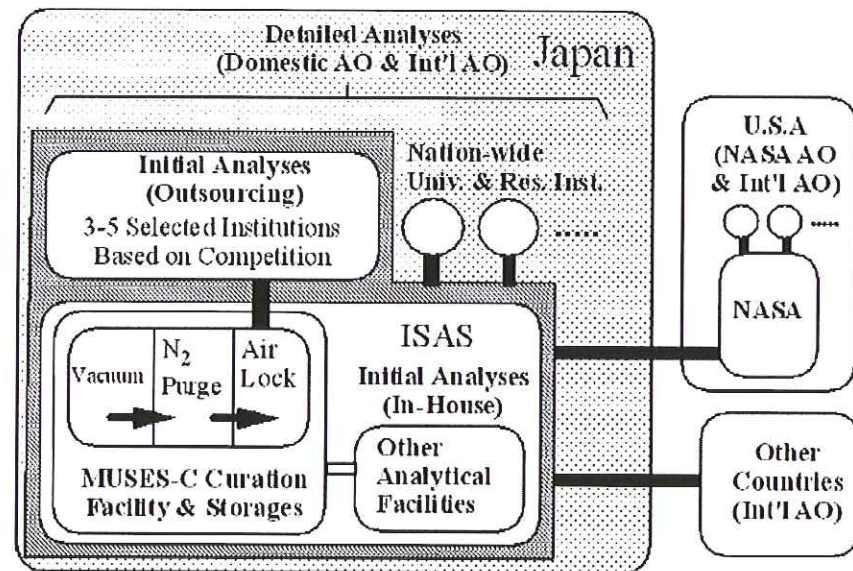 Detailed Analyses
(Domestic AO & Int'l AO)
Japan
Initial Analyses
(Outsourcing)
3-5 Selected Institutions
Based on Competition
Nation-wide
Univ. & Res. Inst.
.....
U.S.A
(NASA AO
& Int'l AO)
.....
NASA
ISAS
Initial Analyses
(In-House)
Vacuum
N2
Purge
Air
Lock
MUSES-C Curation
Facility & Storages
Other
Analytical
Facilities
Other
Countries
(Int'l AO)